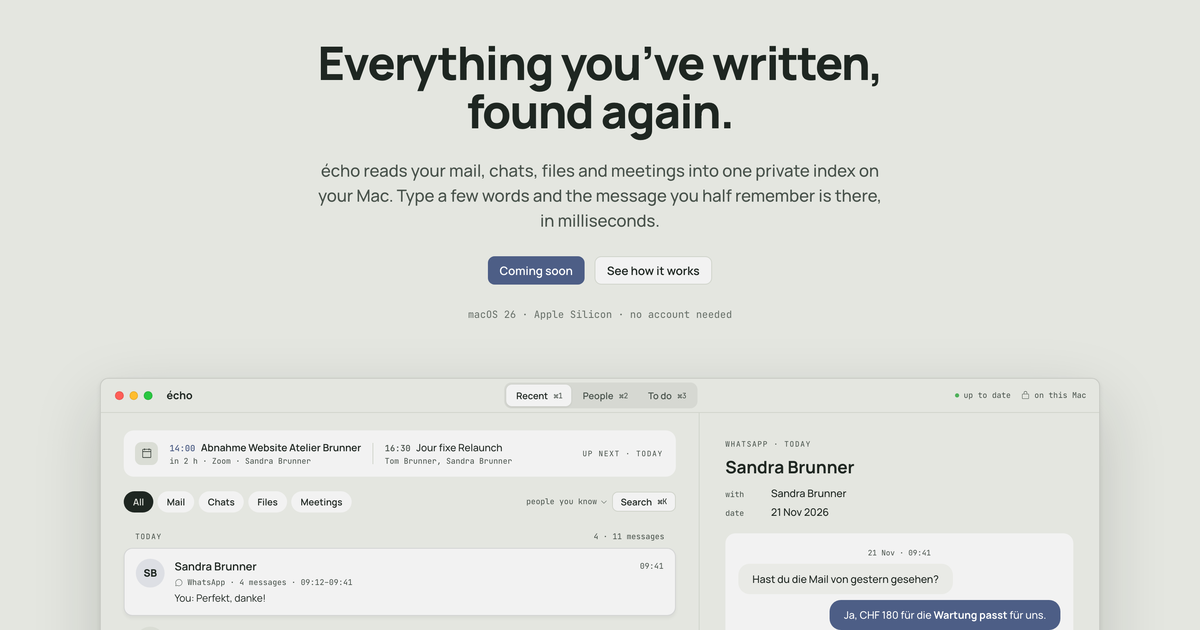 Everything you've written,
found again.
écho reads your mail, chats, files and meetings into one private index on
your Mac. Type a few words and the message you half remember is there,
in milliseconds.
Coming soon
See how it works
macOS 26 · Apple Silicon · no account needed
écho
Recent ⌘1
People ⌘2
To do ⌘3
up to date
on this Mac
14:00 Abnahme Website Atelier Brunner
in 2 h · Zoom · Sandra Brunner
16:30 Jour fixe Relaunch
Tom Brunner, Sandra Brunner
UP NEXT · TODAY
All
Mail
Chats
Files
Meetings
people you know
Search ⌘K
TODAY
4 · 11 messages
SB
Sandra Brunner
09:41
WhatsApp · 4 messages · 09:12–09:41
You: Perfekt, danke!
WHATSAPP · TODAY
Sandra Brunner
with Sandra Brunner
date 21 Nov 2026
21 Nov · 09:41
Hast du die Mail von gestern gesehen?
Ja, CHF 180 für die Wartung passt für uns.